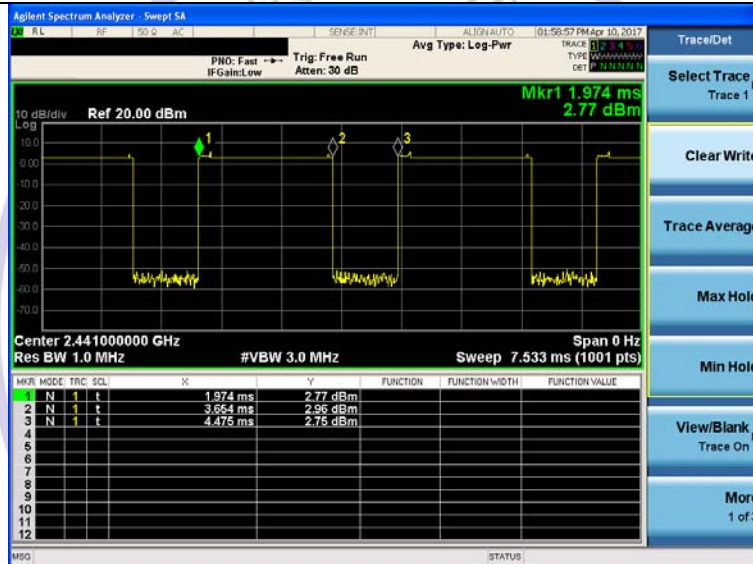 Agilent Spectrum Analyzer - Swept SA
RL RF 50 Ω AC SENSE:INT ALIGNAUTO 01:58:57 PM Apr 10, 2017
Avg Type: Log-Pwr
TRACE 1 2 3 4 5 6
PNO: Fast Trig: Free Run
TYPE WWWWWW
IFGain:Low Atten: 30 dB
DET P N N N N N
Mkr1 1.974 ms
2.77 dBm
10 dB/div Ref 20.00 dBm
Log
1 2 3
10.0
0.00
-10.0
-20.0
-30.0
-40.0
-50.0
-60.0
-70.0
Center 2.441000000 GHz Span 0 Hz
Res BW 1.0 MHz #VBW 3.0 MHz Sweep 7.533 ms (1001 pts)
MKR MODE TRC SCL X Y FUNCTION FUNCTION WIDTH FUNCTION VALUE
1 N 1 t 1.974 ms 2.77 dBm
2 N 1 t 3.654 ms 2.96 dBm
3 N 1 t 4.475 ms 2.75 dBm
4
5
6
7
8
9
10
11
12
MSG STATUS
Trace/Det
Select Trace
Trace 1
Clear Write
Trace Average
Max Hold
Min Hold
View/Blank
Trace On
More
1 of 3